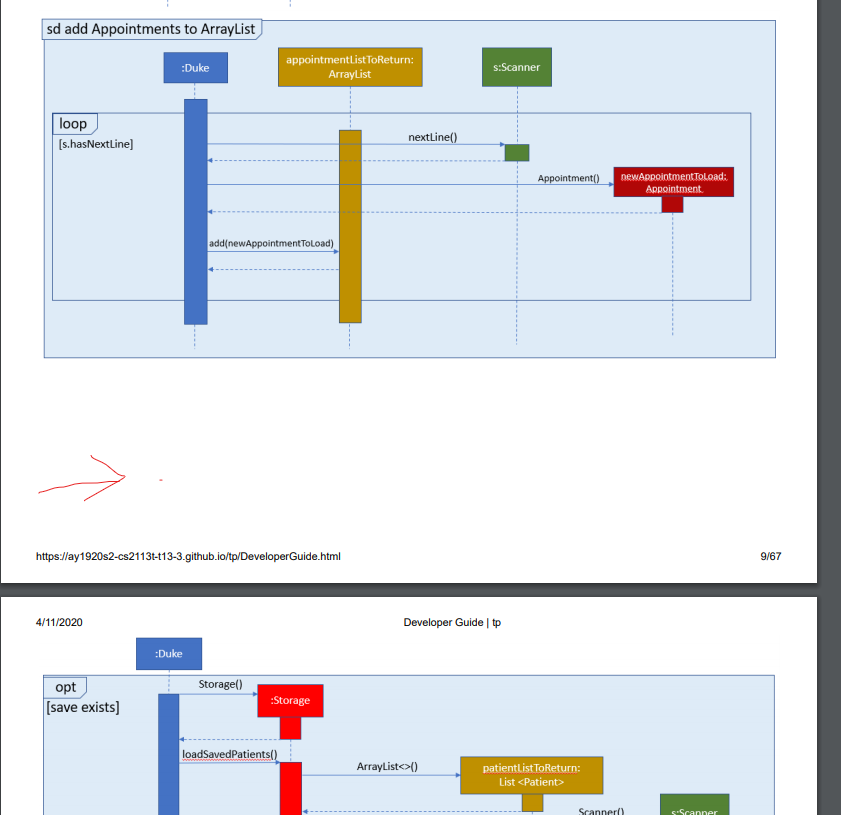 sd add Appointments to ArrayList
:Duke
appointmentListToReturn:
ArrayList
s:Scanner
loop
[s.hasNextLine]
nextLine()
Appointment()
newAppointmentToLoad:
Appointment
add(newAppointmentToLoad)
https://ay1920s2-cs2113t-t13-3.github.io/tp/DeveloperGuide.html
9/67
4/11/2020
Developer Guide | tp
:Duke
opt
[save exists]
Storage()
:Storage
loadSavedPatients()
ArrayList<>()
patientListToReturn:
List <Patient>
Scanner()
s:Scanner